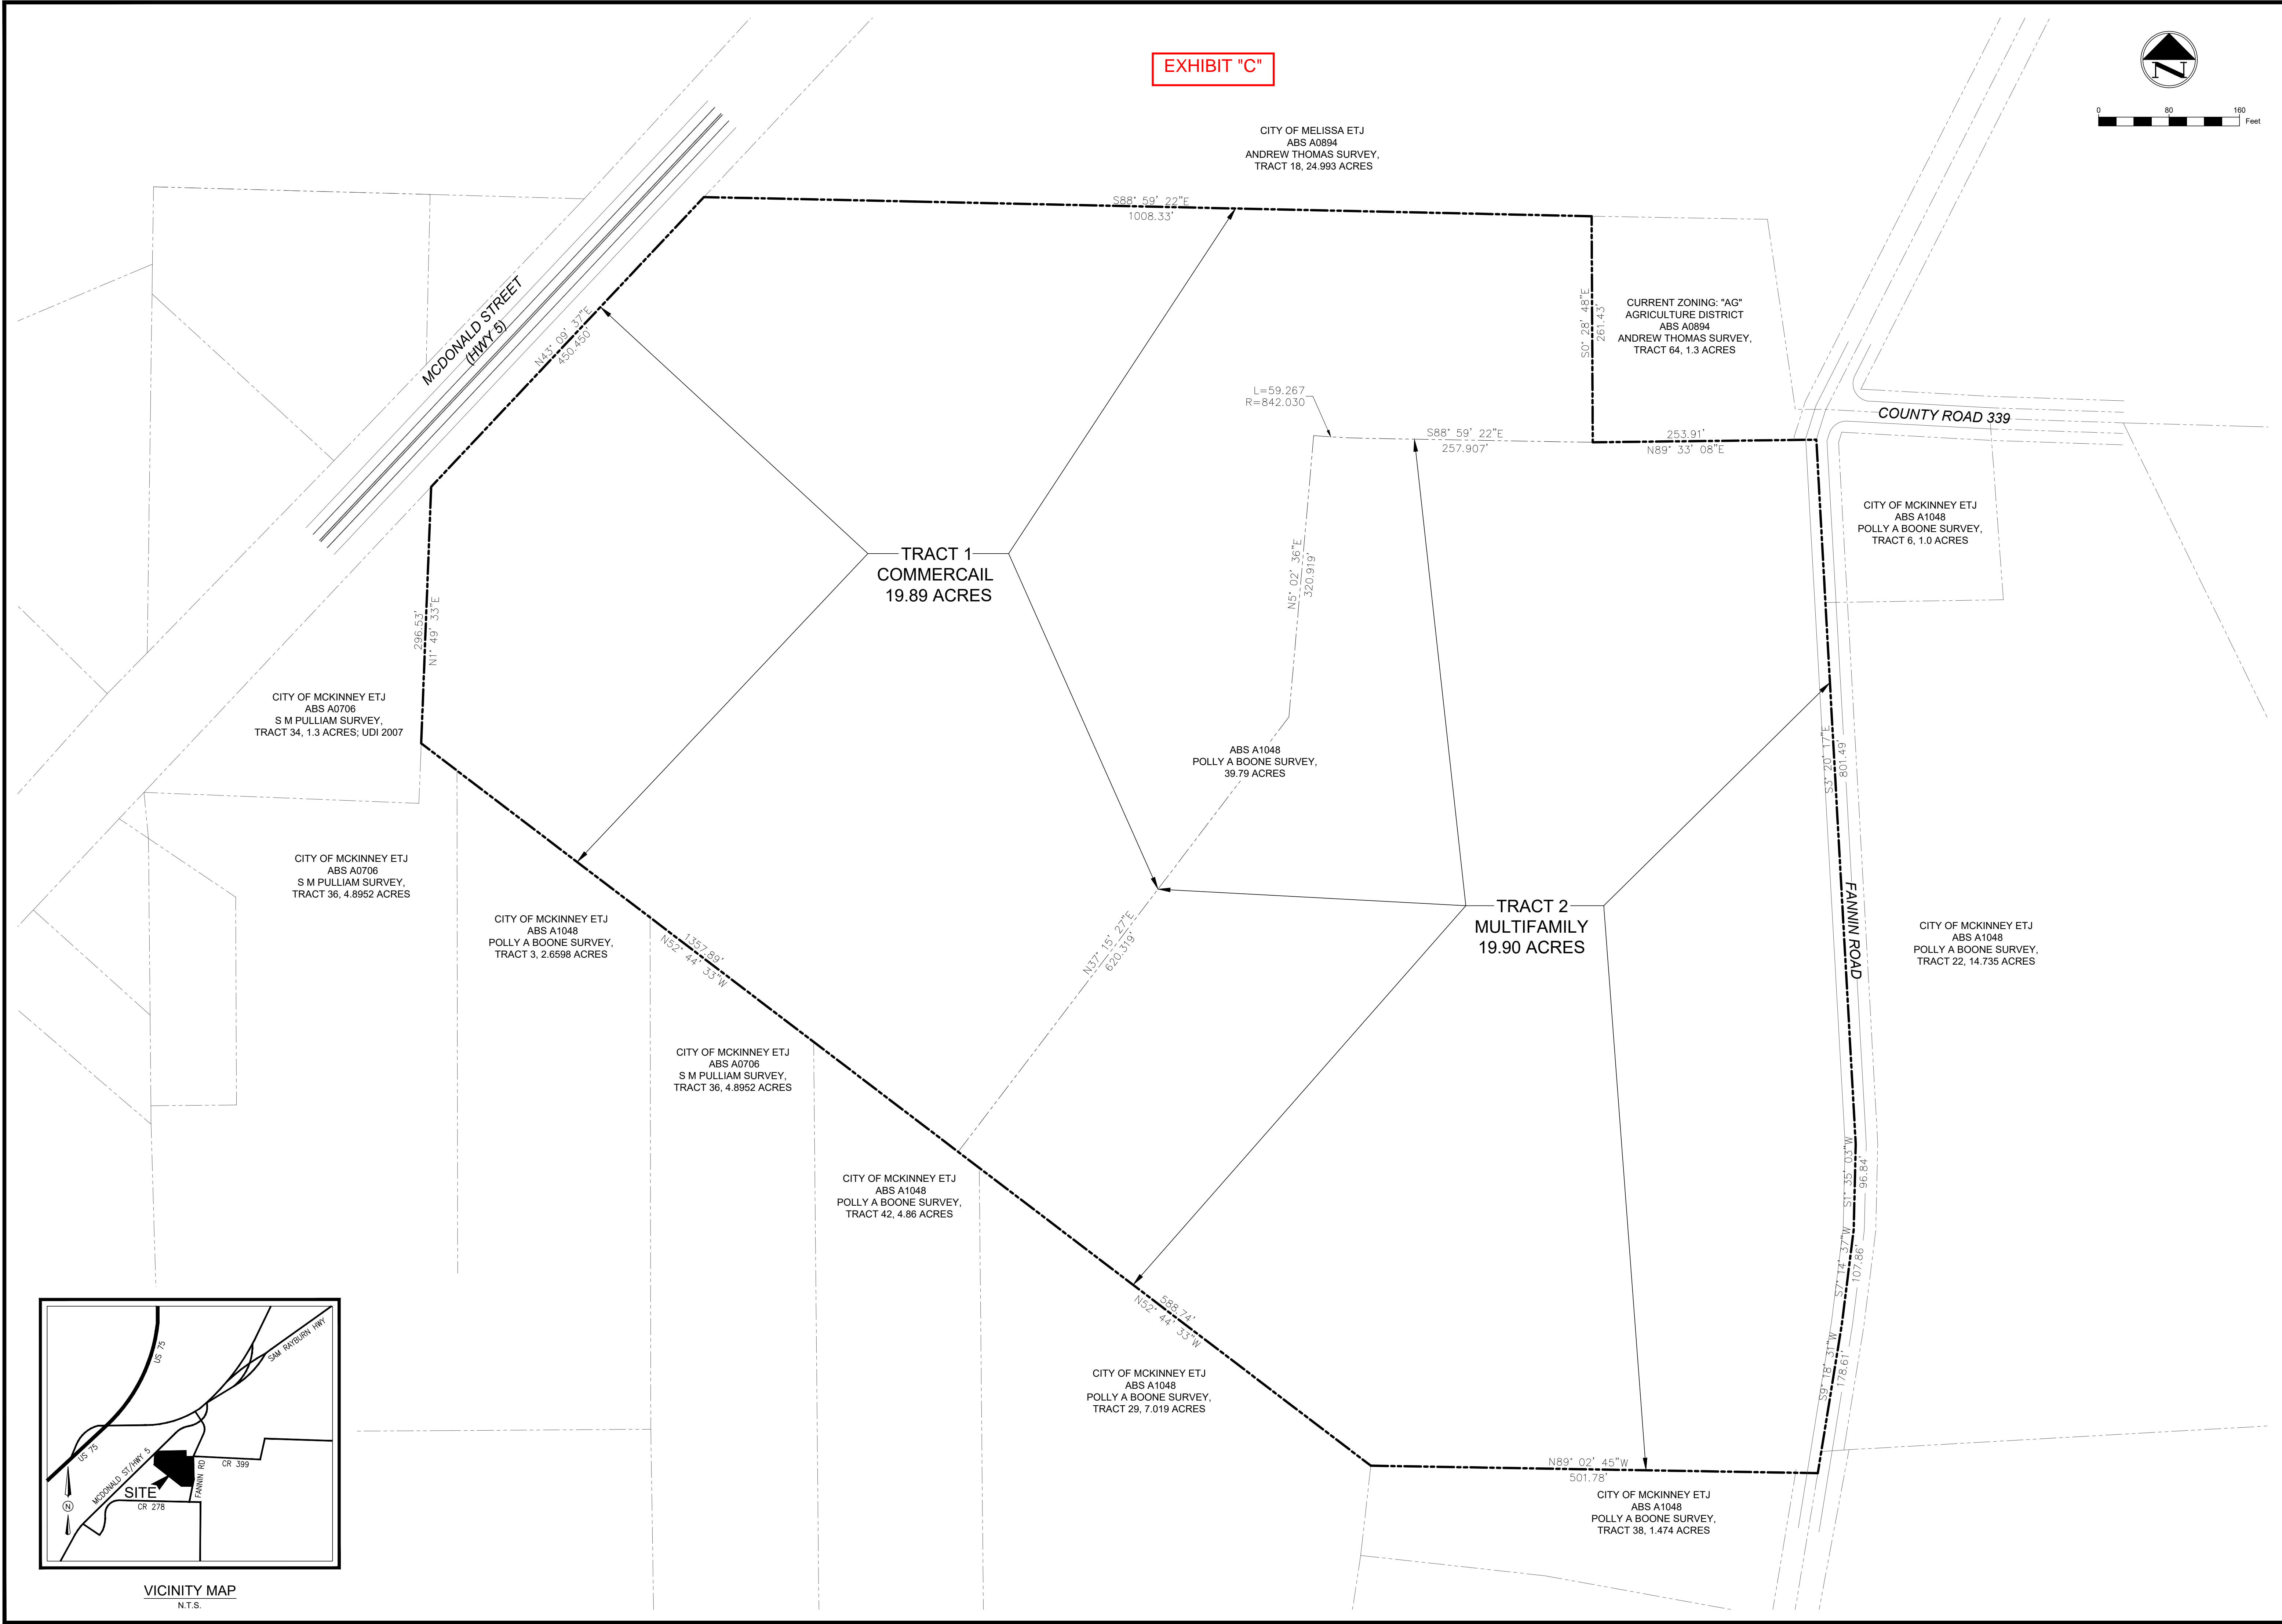 EXHIBIT "C"
N
0 80 160
Feet
CITY OF MELISSA ETJ
ABS A0894
ANDREW THOMAS SURVEY,
TRACT 18, 24.993 ACRES
S88° 59' 22"E
1008.33'
MCDONALD STREET
(HWY 5)
N43° 09' 37"E
450.450'
S0° 28' 48"E
261.43'
CURRENT ZONING: "AG"
AGRICULTURE DISTRICT
ABS A0894
ANDREW THOMAS SURVEY,
TRACT 64, 1.3 ACRES
L=59.267
R=842.030
S88° 59' 22"E
257.907'
253.91'
N89° 33' 08"E
COUNTY ROAD 339
CITY OF MCKINNEY ETJ
ABS A1048
POLLY A BOONE SURVEY,
TRACT 6, 1.0 ACRES
TRACT 1
COMMERCAIL
19.89 ACRES
N5° 02' 36"E
320.919'
296.53'
N1° 49' 33"E
CITY OF MCKINNEY ETJ
ABS A0706
S M PULLIAM SURVEY,
TRACT 34, 1.3 ACRES; UDI 2007
ABS A1048
POLLY A BOONE SURVEY,
39.79 ACRES
S3° 20' 17"E
801.49'
CITY OF MCKINNEY ETJ
ABS A0706
S M PULLIAM SURVEY,
TRACT 36, 4.8952 ACRES
CITY OF MCKINNEY ETJ
ABS A1048
POLLY A BOONE SURVEY,
TRACT 3, 2.6598 ACRES
1357.89'
N52° 44' 33"W
N37° 15' 27"E
620.319'
TRACT 2
MULTIFAMILY
19.90 ACRES
FANNIN ROAD
CITY OF MCKINNEY ETJ
ABS A1048
POLLY A BOONE SURVEY,
TRACT 22, 14.735 ACRES
CITY OF MCKINNEY ETJ
ABS A0706
S M PULLIAM SURVEY,
TRACT 36, 4.8952 ACRES
CITY OF MCKINNEY ETJ
ABS A1048
POLLY A BOONE SURVEY,
TRACT 42, 4.86 ACRES
S1° 35' 03"W
96.84'
S7° 14' 37"W
107.86'
S9° 18' 31"W
178.61'
588.74'
N52° 44' 33"W
CITY OF MCKINNEY ETJ
ABS A1048
POLLY A BOONE SURVEY,
TRACT 29, 7.019 ACRES
N89° 02' 45"W
501.78'
CITY OF MCKINNEY ETJ
ABS A1048
POLLY A BOONE SURVEY,
TRACT 38, 1.474 ACRES
US 75
SAM RAYBURN HWY
US 75
MCDONALD ST/HWY 5
CR 399
FANNIN RD
SITE
CR 278
N
VICINITY MAP
N.T.S.